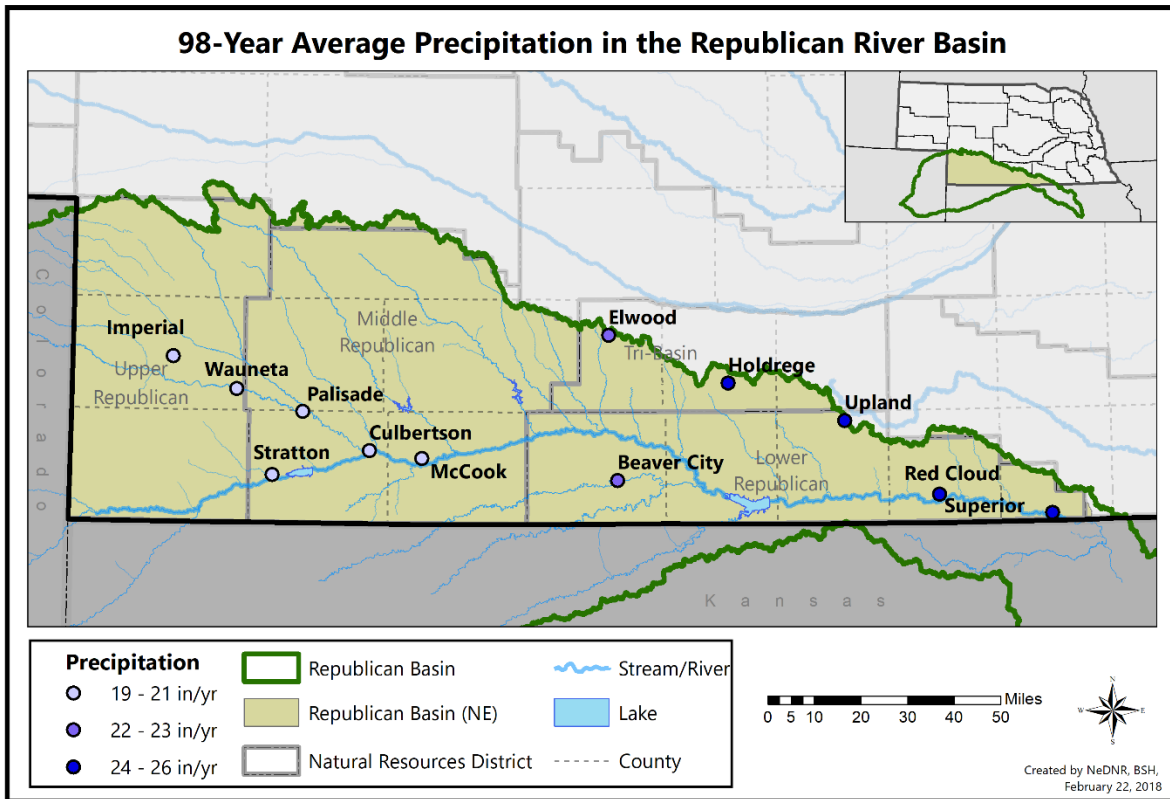 98-Year Average Precipitation in the Republican River Basin
Colorado
Imperial
Upper
Republican
Wauneta
Palisade
Stratton
Middle
Republican
Culbertson
McCook
Elwood
Tri-Basin
Holdrege
Upland
Beaver City
Lower
Republican
Red Cloud
Superior
Kansas
Precipitation
19 - 21 in/yr
22 - 23 in/yr
24 - 26 in/yr
Republican Basin
Republican Basin (NE)
Natural Resources District
Stream/River
Lake
County
Miles
0 5 10 20 30 40 50
N
W E
S
Created by NeDNR, BSH,
February 22, 2018